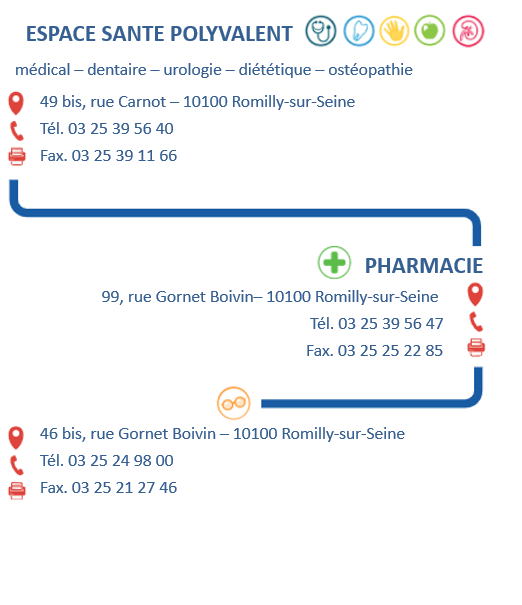 ESPACE SANTE POLYVALENT
médical – dentaire – urologie – diététique – ostéopathie
49 bis, rue Carnot – 10100 Romilly-sur-Seine
Tél. 03 25 39 56 40
Fax. 03 25 39 11 66
PHARMACIE
99, rue Gornet Boivin– 10100 Romilly-sur-Seine
Tél. 03 25 39 56 47
Fax. 03 25 25 22 85
46 bis, rue Gornet Boivin – 10100 Romilly-sur-Seine
Tél. 03 25 24 98 00
Fax. 03 25 21 27 46